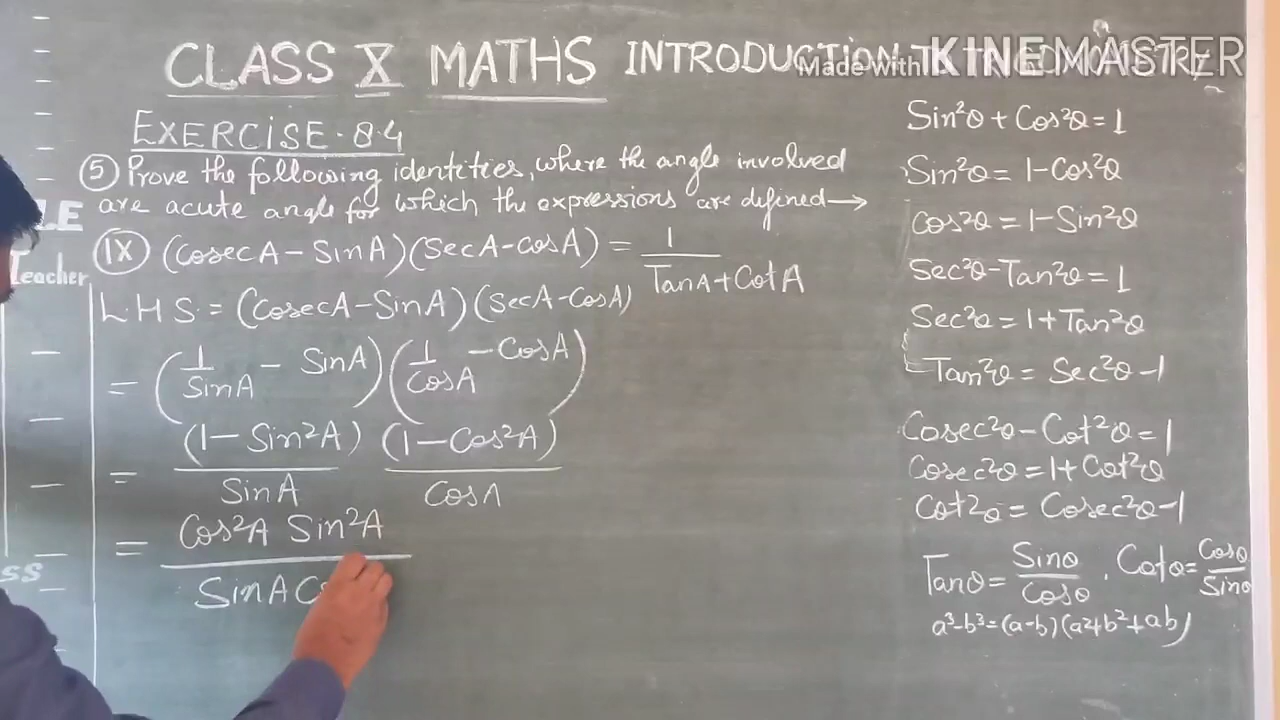 CLASS X MATHS INTRODUCTION TO TRIGONOMETRY
Made with KINEMASTER
EXERCISE-8.4
⑤ Prove the following identities, where the angle involved
are acute angle for which the expressions are defined→
LE
Teacher
SS
(IX) (CosecA - SinA)(SecA-CosA) = 1/(TanA+CotA)
L.H.S. = (CosecA-SinA)(SecA-CosA)
= (1/SinA - SinA)(1/CosA - CosA)
= (1-Sin²A)/SinA (1-Cos²A)/CosA
= Cos²A Sin²A
SinA C
Sin²θ + Cos²θ = 1
Sin²θ = 1-Cos²θ
Cos²θ = 1-Sin²θ
Sec²θ-Tan²θ = 1
Sec²θ = 1+Tan²θ
Tan²θ = Sec²θ-1
Cosec²θ-Cot²θ = 1
Cosec²θ = 1+Cot²θ
Cot²θ = Cosec²θ-1
Tanθ = Sinθ/Cosθ . Cotθ = Cosθ/Sinθ
a³-b³=(a-b)(a²+b²+ab)